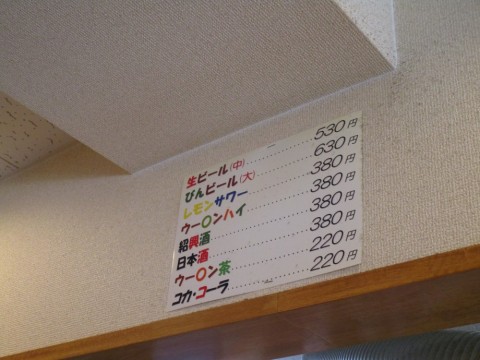 生ビール(中)……………530円
びんビール(大)……………630円
レモンサワー……………380円
ウーロンハイ……………380円
紹興酒……………380円
日本酒……………380円
ウーロン茶……………220円
コカ・コーラ……………220円